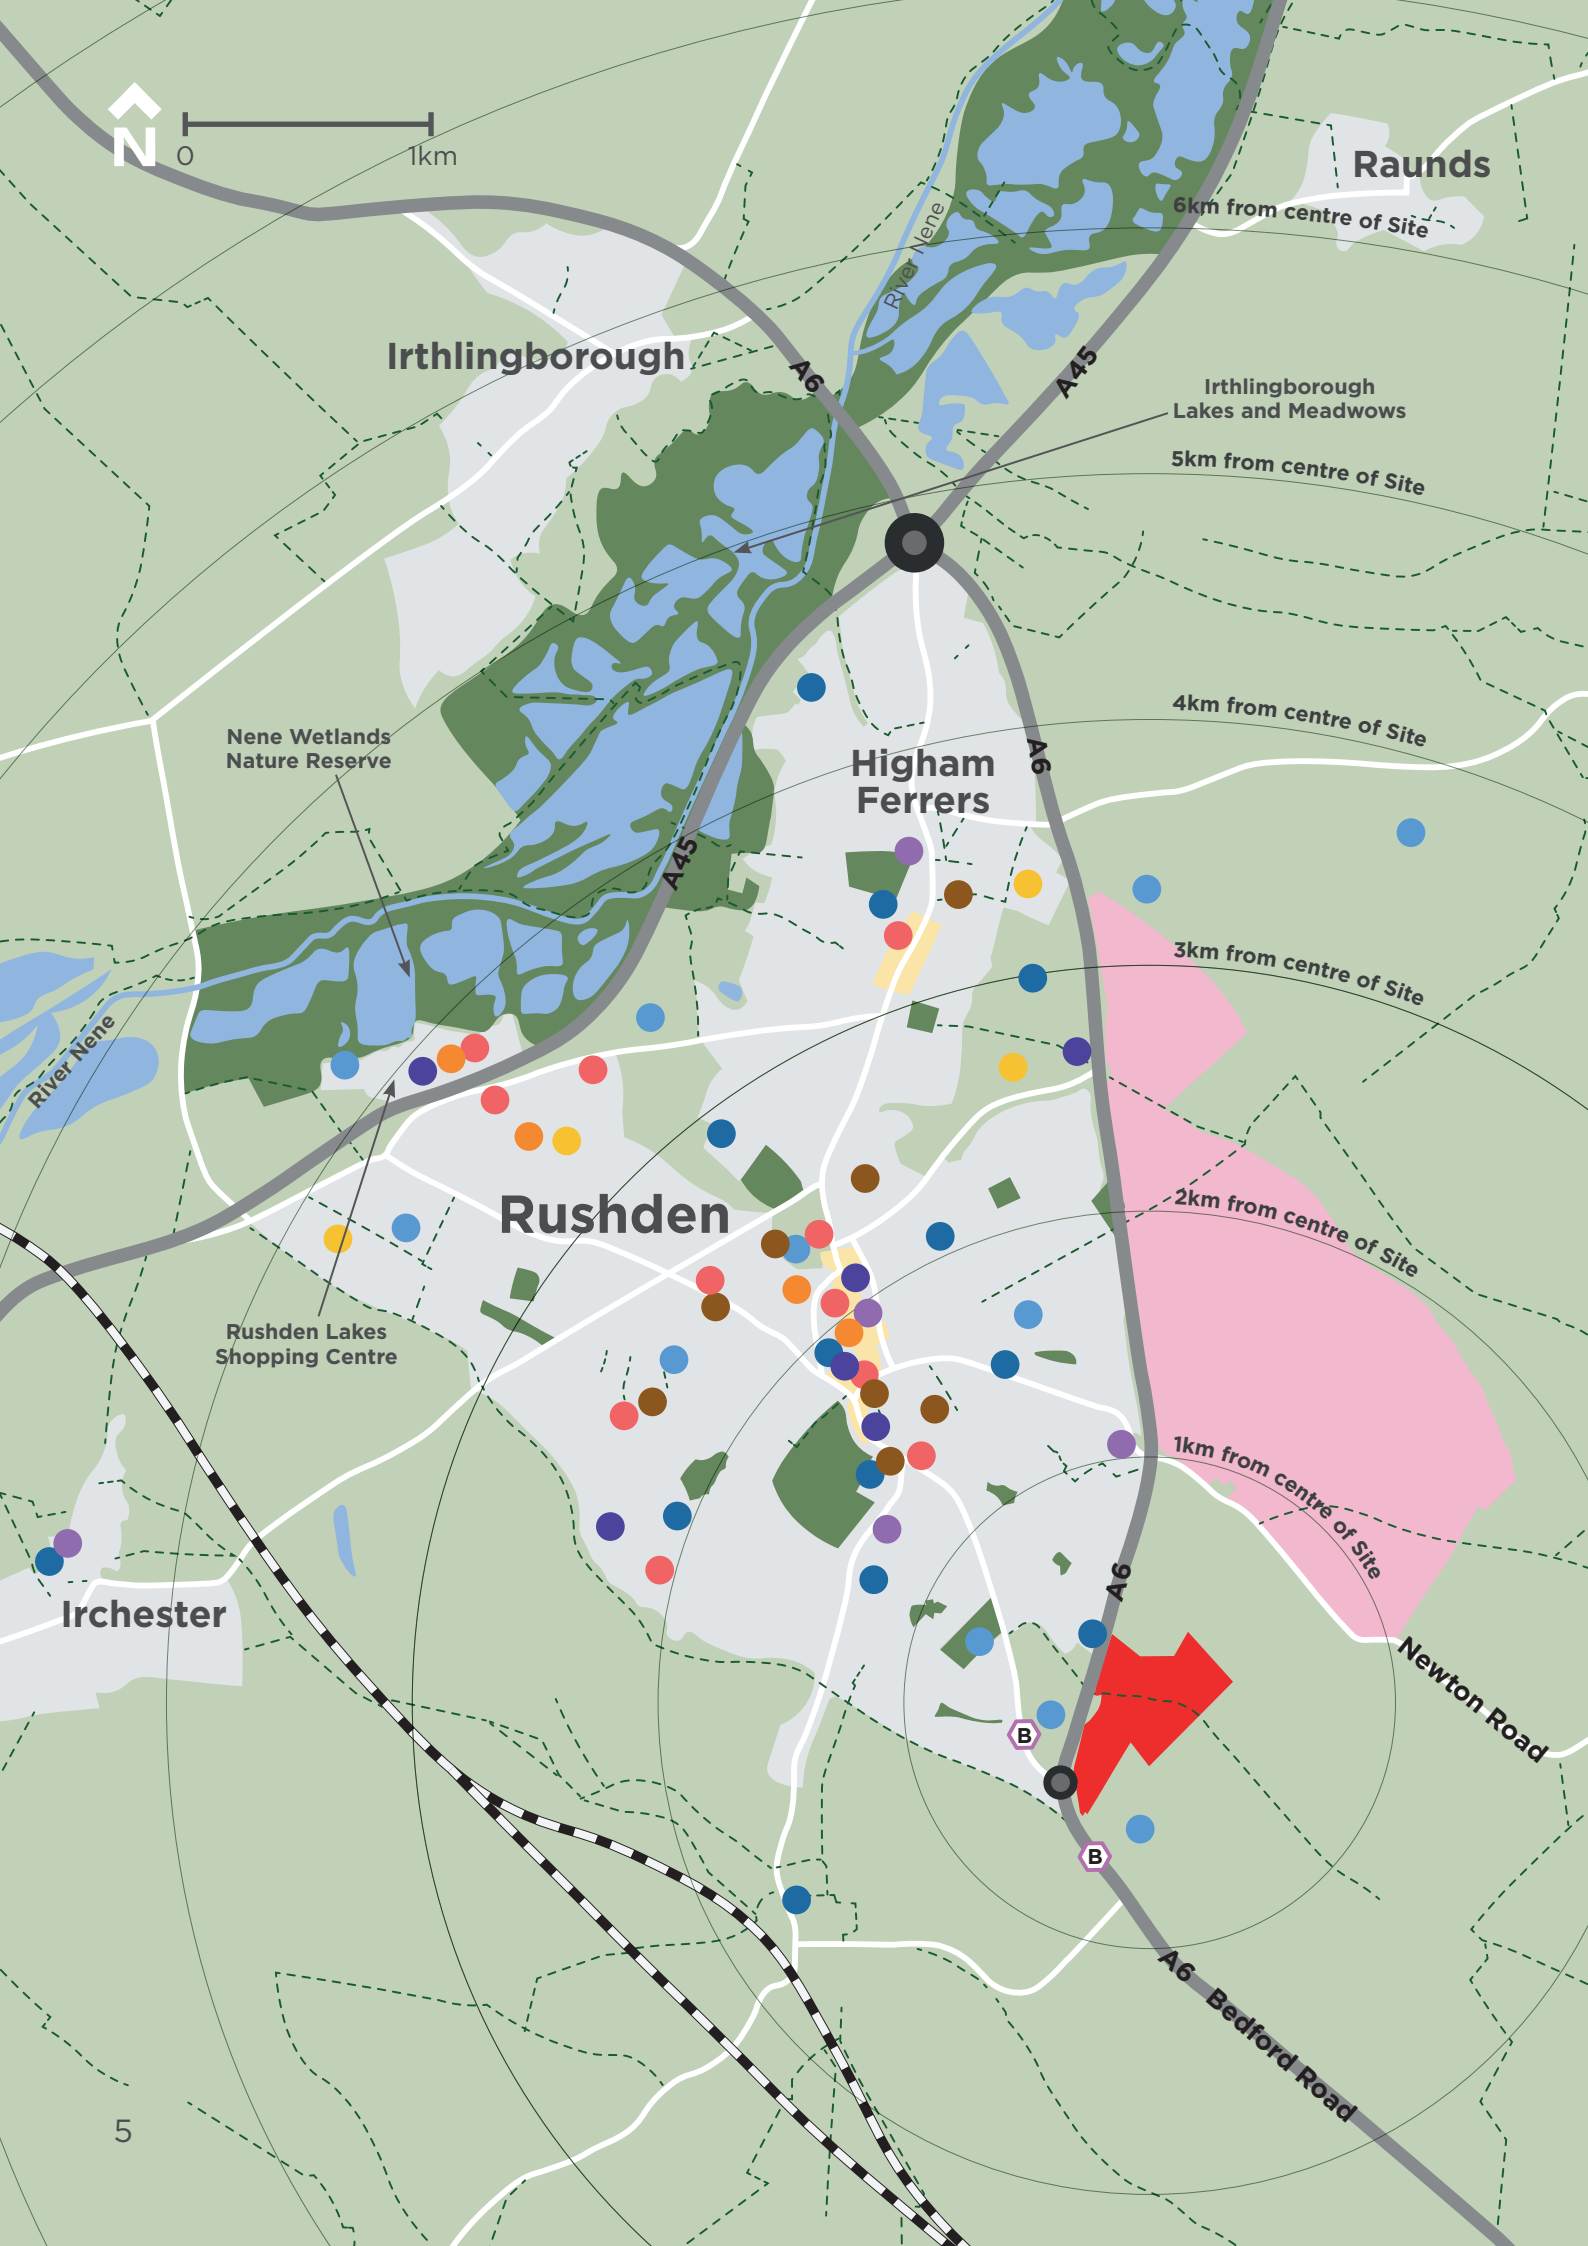 N
0
1km
Raunds
6km from centre of Site
River Nene
Irthlingborough
A6
A45
Irthlingborough
Lakes and Meadwows
5km from centre of Site
4km from centre of Site
Nene Wetlands
Nature Reserve
Higham
Ferrers
A6
A45
3km from centre of Site
River Nene
Rushden
2km from centre of Site
Rushden Lakes
Shopping Centre
1km from centre of Site
A6
Irchester
Newton Road
B
B
A6 Bedford Road
5